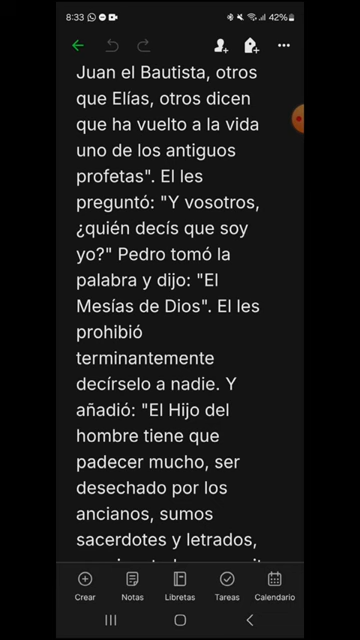 8:33
42%
Juan el Bautista, otros
que Elías, otros dicen
que ha vuelto a la vida
uno de los antiguos
profetas". El les
preguntó: "Y vosotros,
¿quién decís que soy
yo?" Pedro tomó la
palabra y dijo: "El
Mesías de Dios". El les
prohibió
terminantemente
decírselo a nadie. Y
añadió: "El Hijo del
hombre tiene que
padecer mucho, ser
desechado por los
ancianos, sumos
sacerdotes y letrados,
Crear Notas Libretas Tareas Calendario